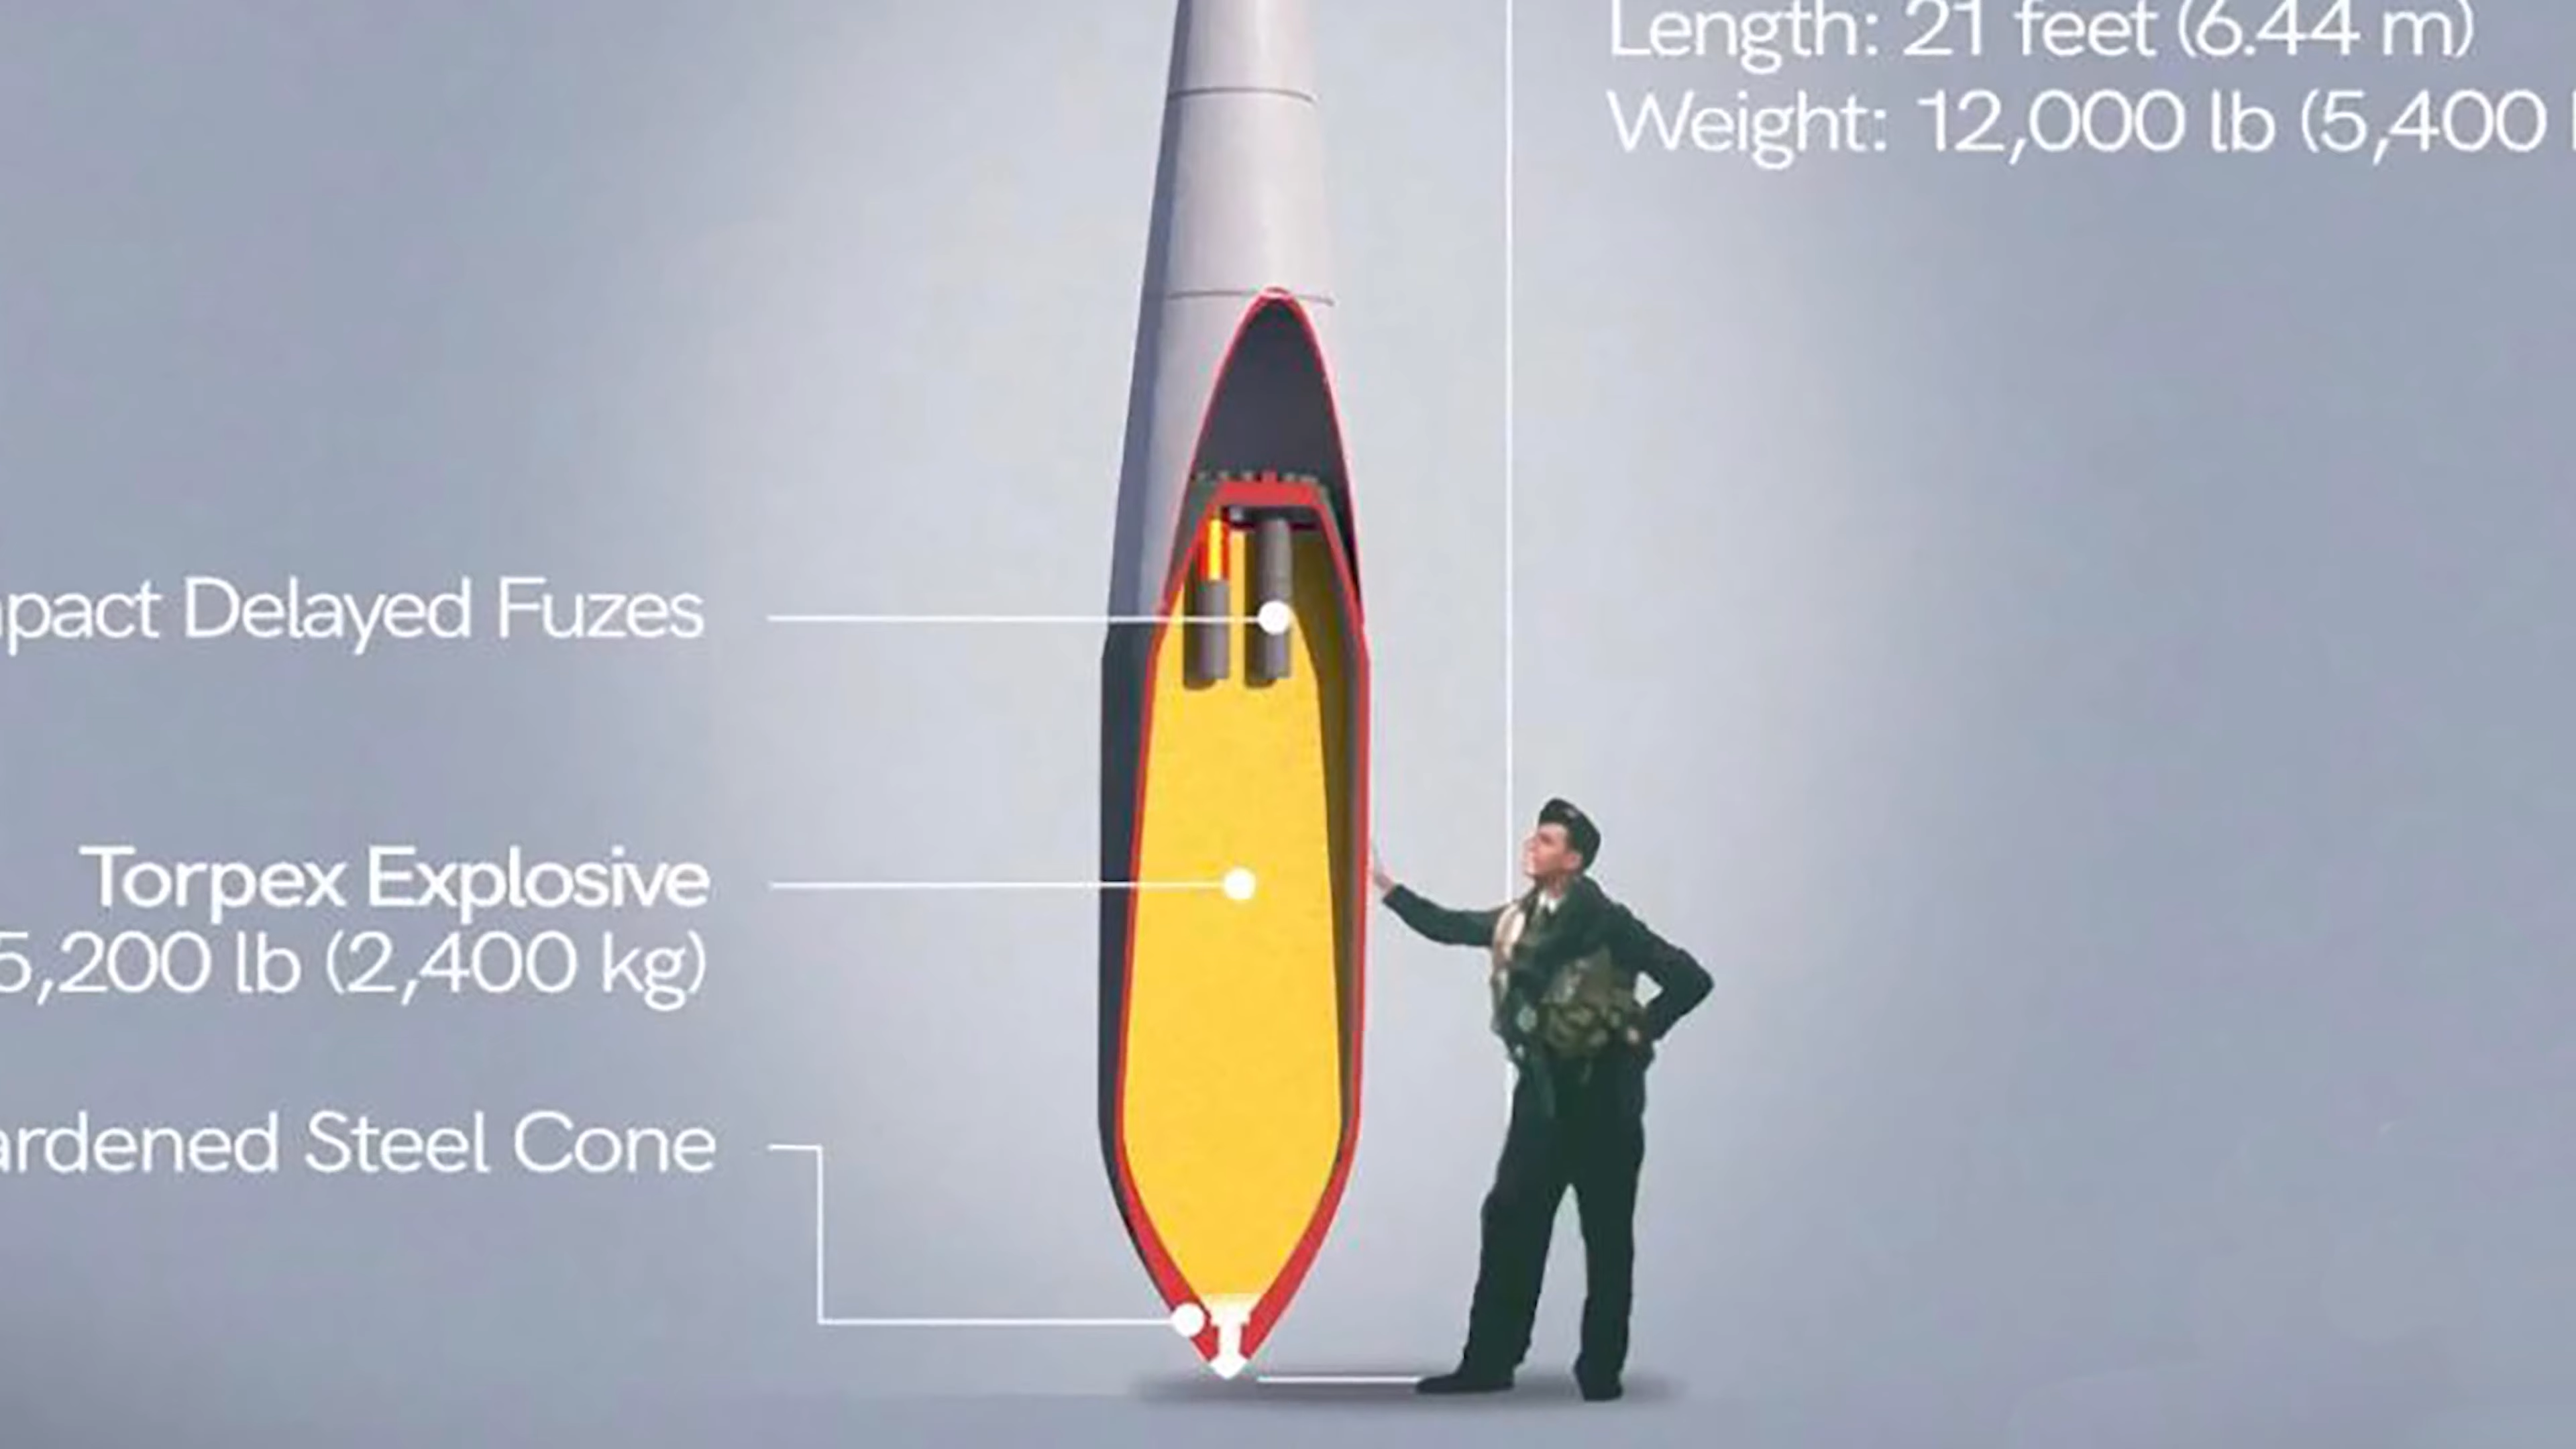 Length: 21 feet (6.44 m)
Weight: 12,000 lb (5,400
pact Delayed Fuzes
Torpex Explosive
5,200 lb (2,400 kg)
ardened Steel Cone